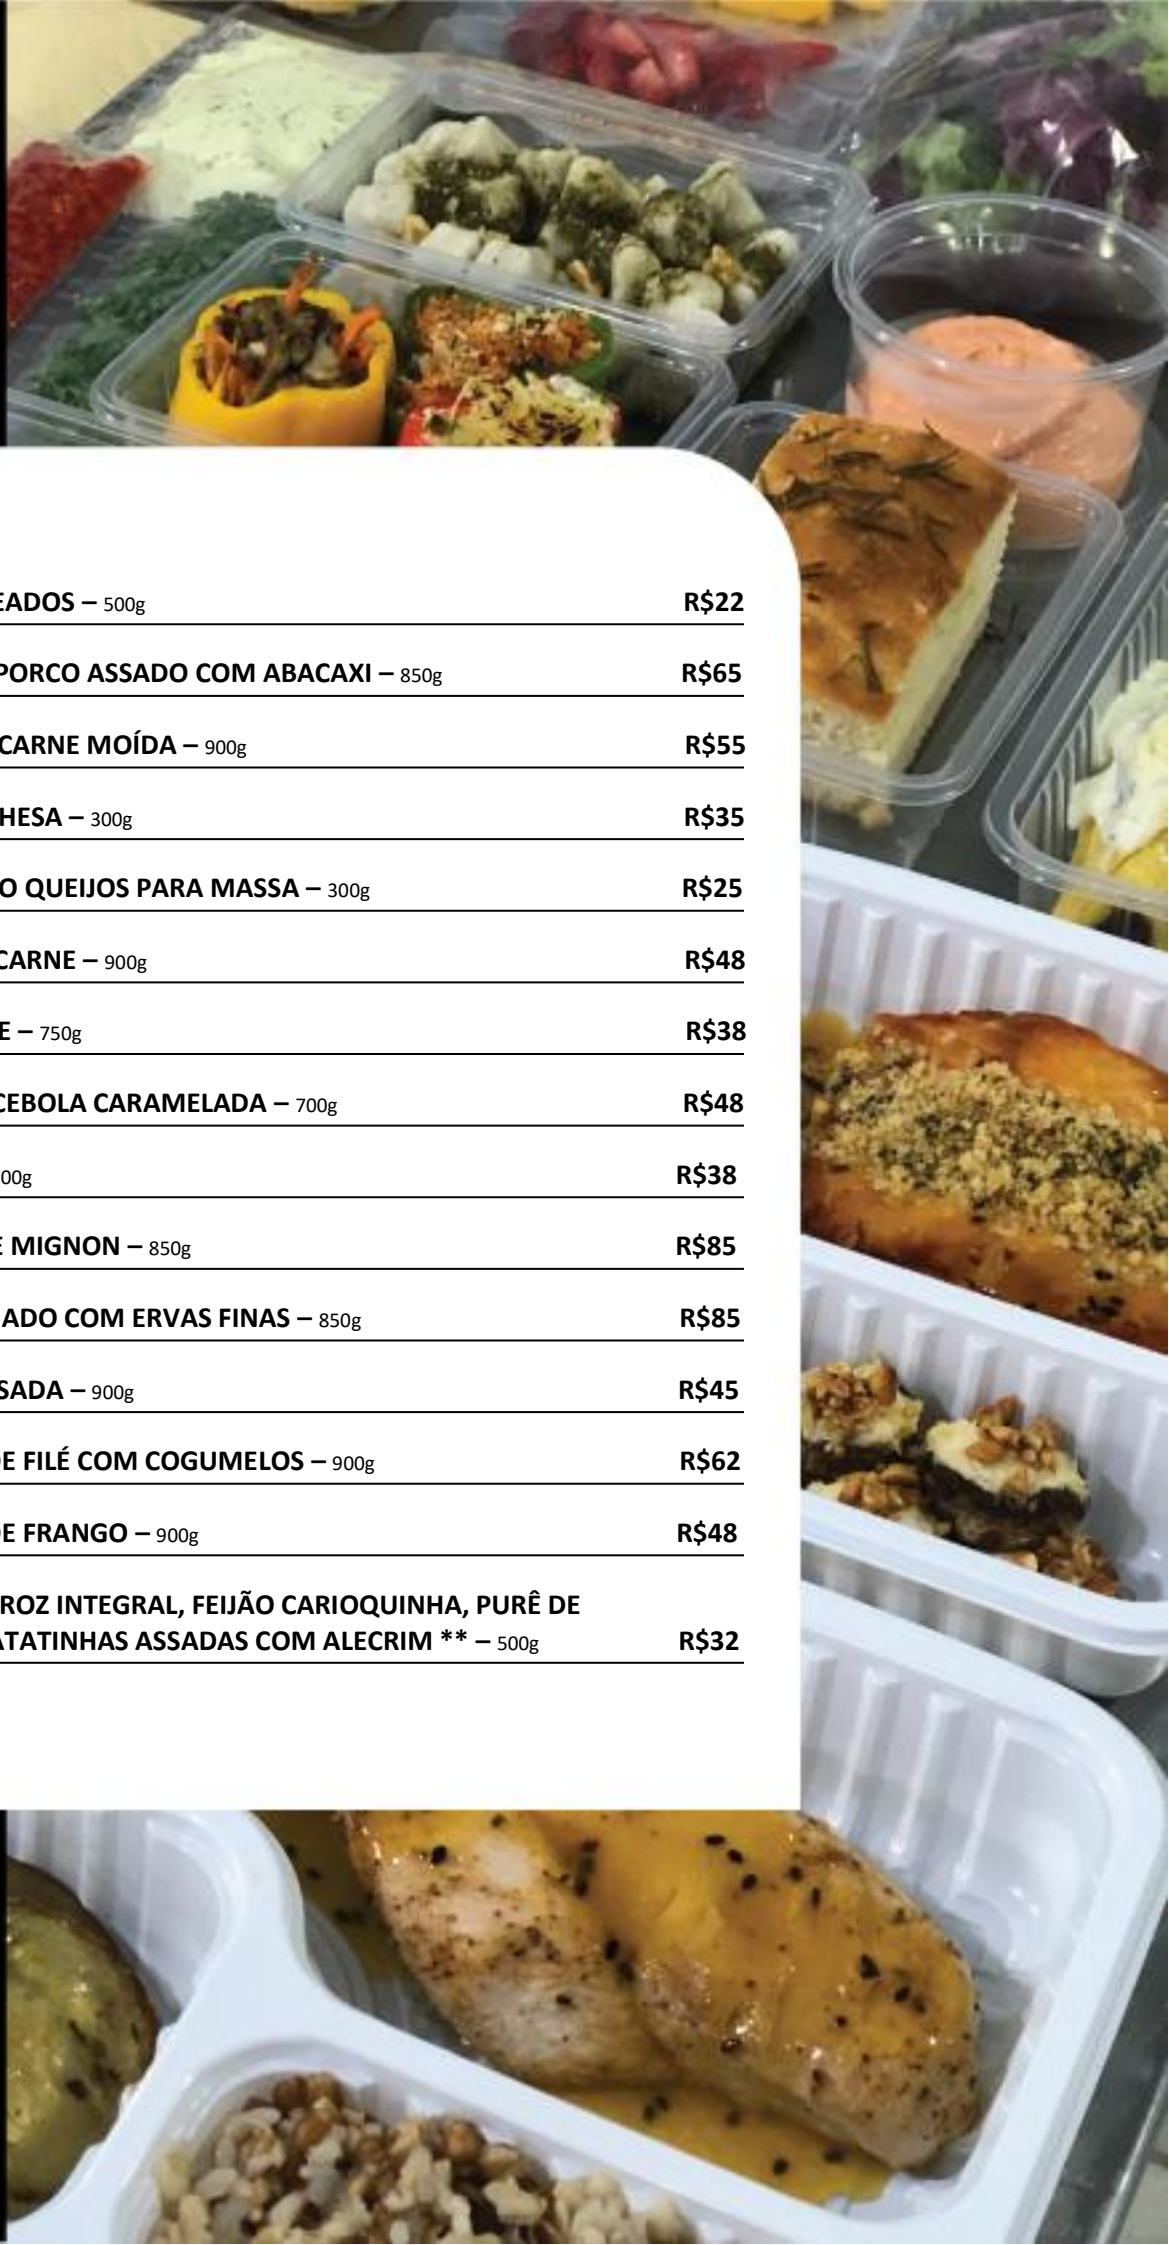 EADOS – 500g R$22
PORCO ASSADO COM ABACAXI – 850g R$65
CARNE MOÍDA – 900g R$55
HESA – 300g R$35
O QUEIJOS PARA MASSA – 300g R$25
CARNE – 900g R$48
E – 750g R$38
CEBOLA CARAMELADA – 700g R$48
00g R$38
E MIGNON – 850g R$85
ADO COM ERVAS FINAS – 850g R$85
SADA – 900g R$45
DE FILÉ COM COGUMELOS – 900g R$62
DE FRANGO – 900g R$48
ROZ INTEGRAL, FEIJÃO CARIOQUINHA, PURÊ DE
ATATINHAS ASSADAS COM ALECRIM ** – 500g R$32